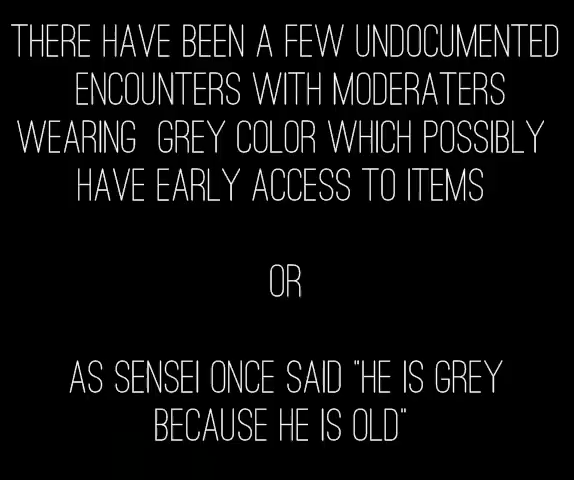 THERE HAVE BEEN A FEW UNDOCUMENTED
ENCOUNTERS WITH MODERATERS
WEARING GREY COLOR WHICH POSSIBLY
HAVE EARLY ACCESS TO ITEMS
OR
AS SENSEI ONCE SAID "HE IS GREY
BECAUSE HE IS OLD"